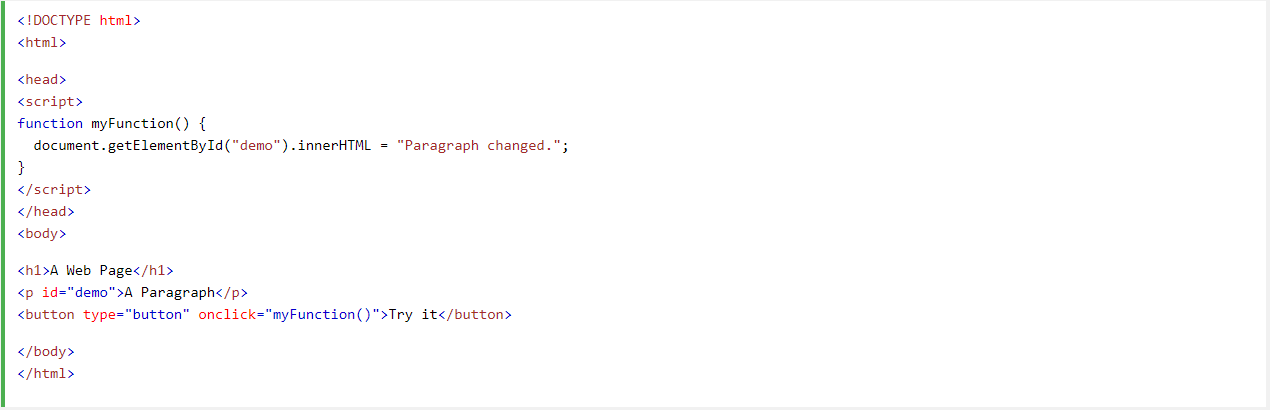 <!DOCTYPE html>
<html>
<head>
<script>
function myFunction() {
  document.getElementById("demo").innerHTML = "Paragraph changed.";
}
</script>
</head>
<body>
<h1>A Web Page</h1>
<p id="demo">A Paragraph</p>
<button type="button" onclick="myFunction()">Try it</button>
</body>
</html>